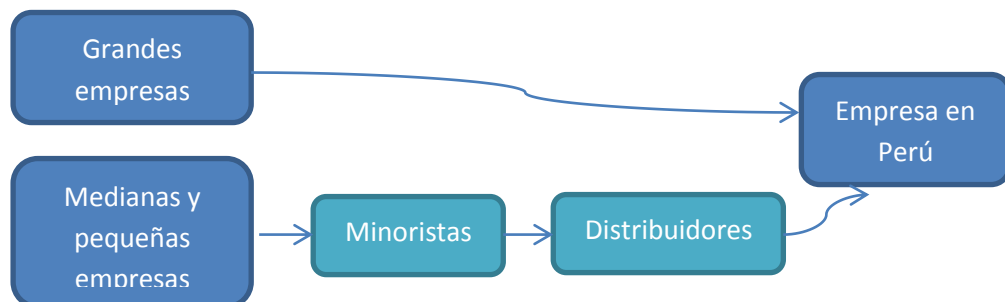 Grandes
empresas
Empresa en
Perú
Medianas y
pequeñas
empresas
Minoristas
Distribuidores